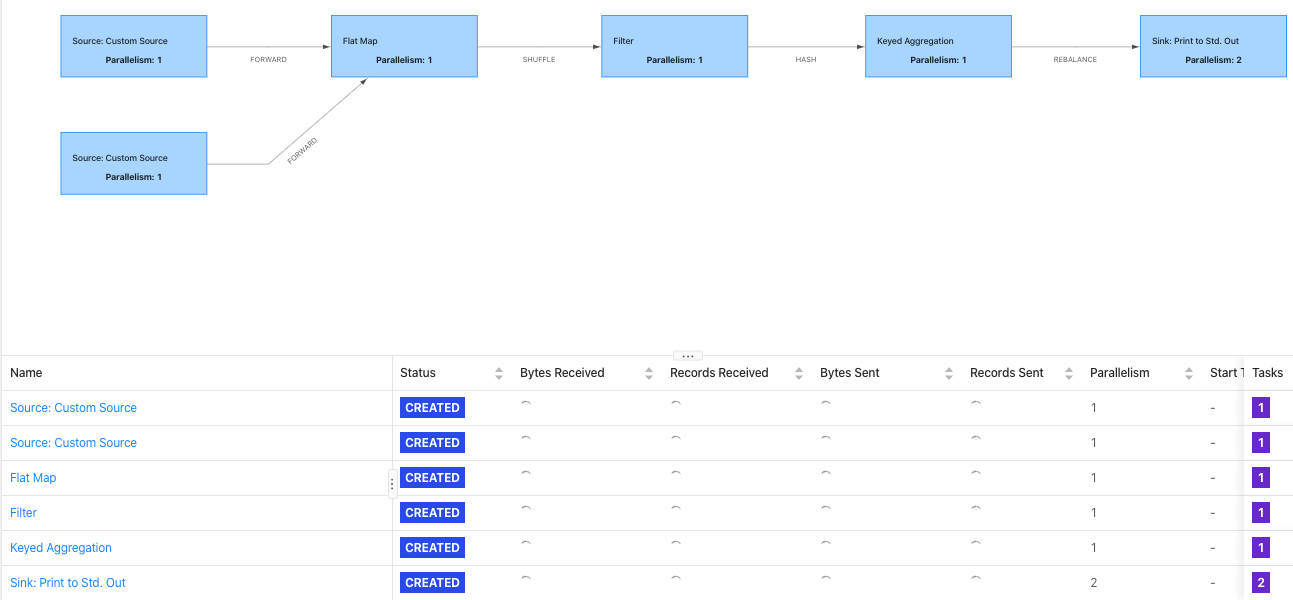 Source: Custom Source
Parallelism: 1
FORWARD
Flat Map
Parallelism: 1
SHUFFLE
Filter
Parallelism: 1
HASH
Keyed Aggregation
Parallelism: 1
REBALANCE
Sink: Print to Std. Out
Parallelism: 2
Source: Custom Source
Parallelism: 1
FORWARD
Name Status Bytes Received Records Received Bytes Sent Records Sent Parallelism Start T Tasks
Source: Custom Source CREATED 1 - 1
Source: Custom Source CREATED 1 - 1
Flat Map CREATED 1 - 1
Filter CREATED 1 - 1
Keyed Aggregation CREATED 1 - 1
Sink: Print to Std. Out CREATED 2 - 2